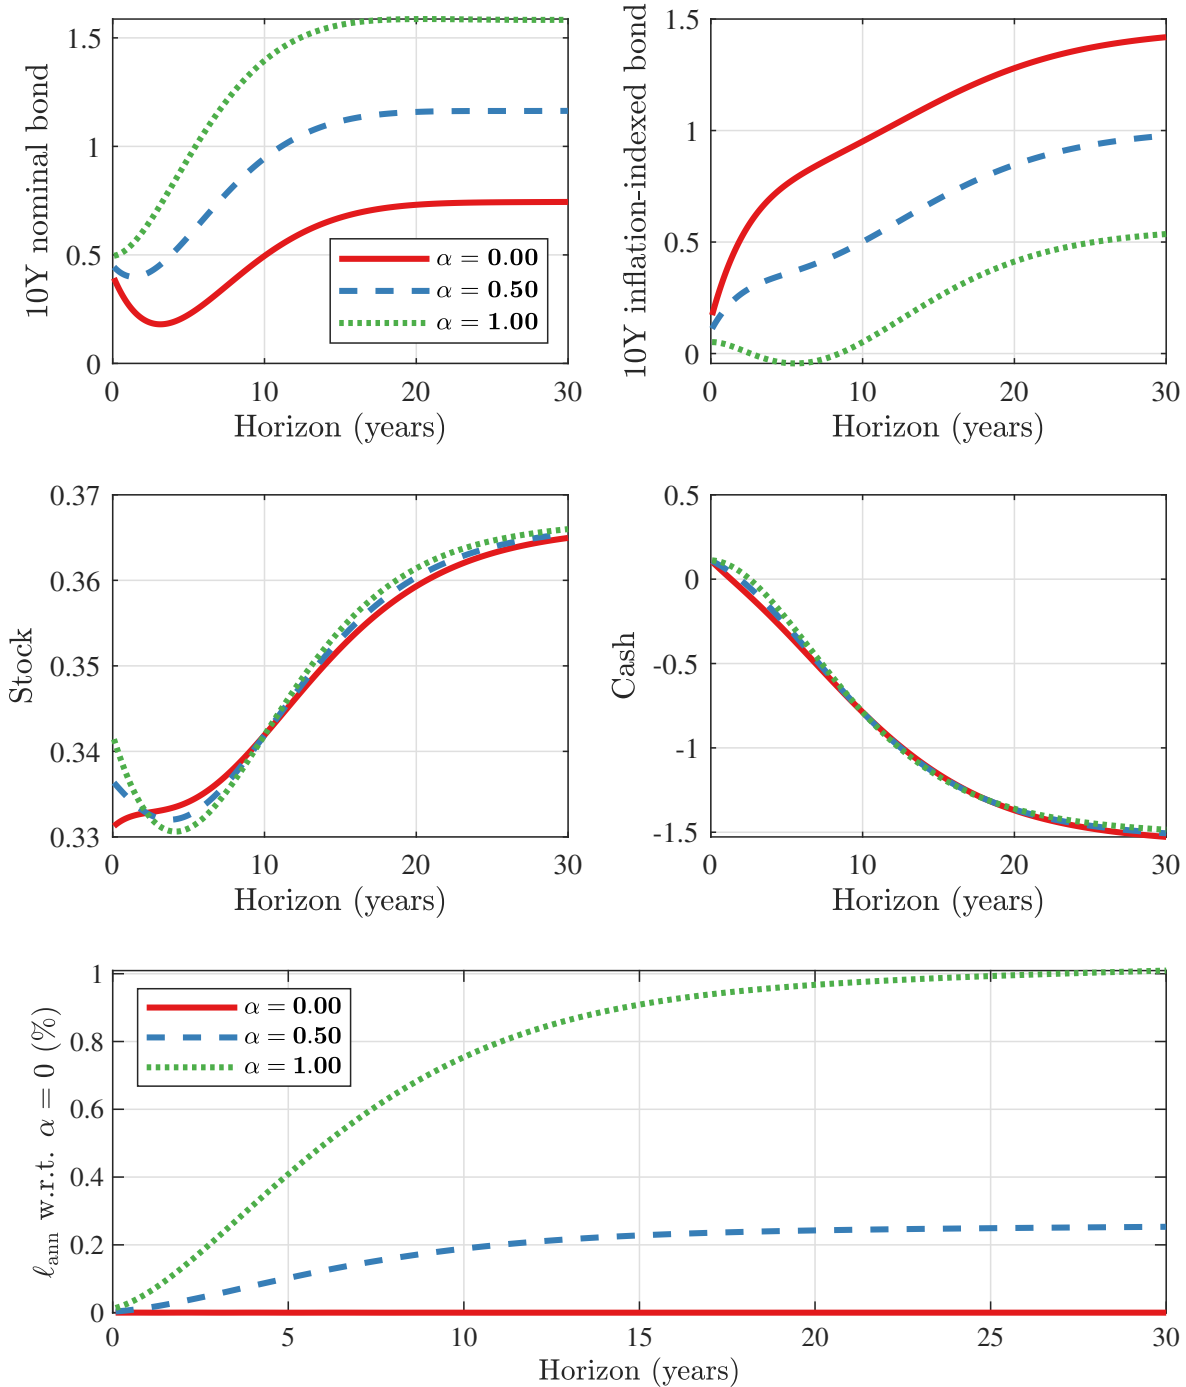 10Y nominal bond
1.5
1
0.5
0
α = 0.00
α = 0.50
α = 1.00
0 10 20 30
Horizon (years)
10Y inflation-indexed bond
1.5
1
0.5
0
0 10 20 30
Horizon (years)
Stock
0.37
0.36
0.35
0.34
0.33
0 10 20 30
Horizon (years)
Cash
0.5
0
-0.5
-1
-1.5
0 10 20 30
Horizon (years)
ℓann w.r.t. α = 0 (%)
1
0.8
0.6
0.4
0.2
0
α = 0.00
α = 0.50
α = 1.00
0 5 10 15 20 25 30
Horizon (years)